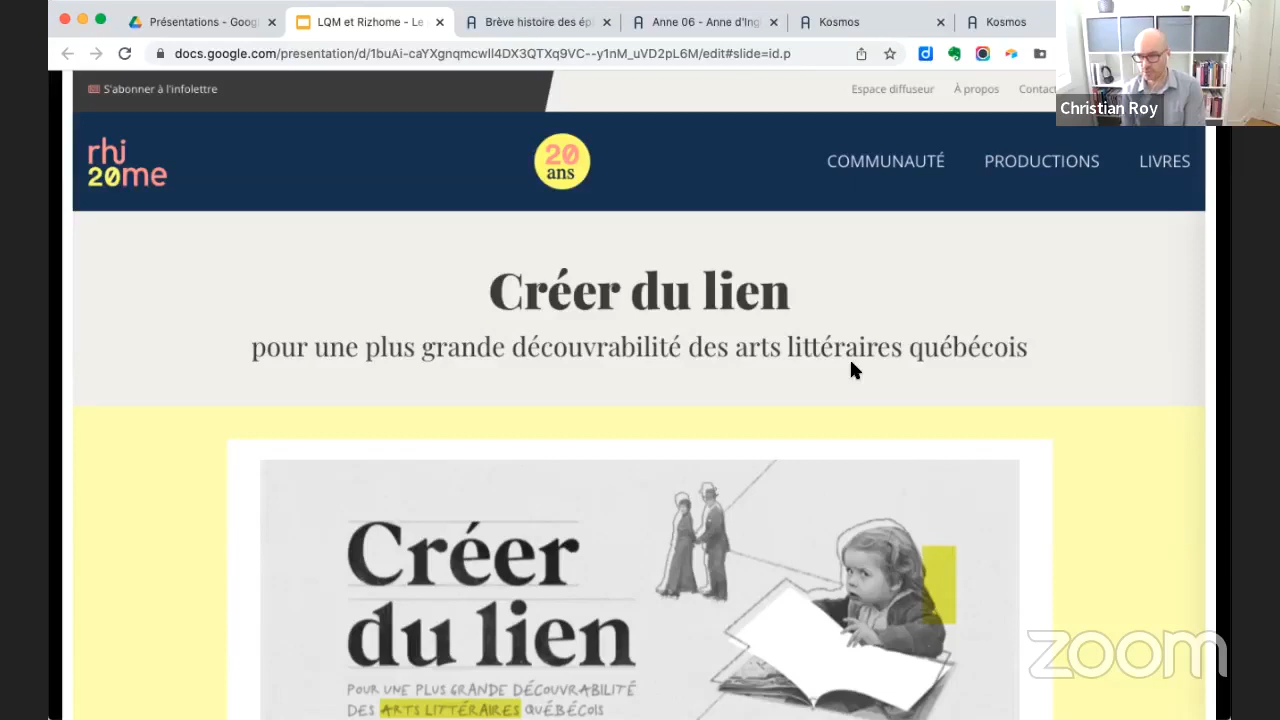 Présentations - Goog
LQM et Rizhome - Le
Brève histoire des épi
Anne 06 - Anne d'Ing
Kosmos
Kosmos
docs.google.com/presentation/d/1buAi-caYXgnqmcwIl4DX3QTXq9VC--y1nM_uVD2pL6M/edit#slide=id.p
Christian Roy
S'abonner à l'infolettre
Espace diffuseur
À propos
Contac
rhi
20me
20
ans
COMMUNAUTÉ
PRODUCTIONS
LIVRES
Créer du lien
pour une plus grande découvrabilité des arts littéraires québécois
Créer
du lien
POUR UNE PLUS GRANDE DÉCOUVRABILITÉ
DES ARTS LITTÉRAIRES QUÉBÉCOIS
zoom